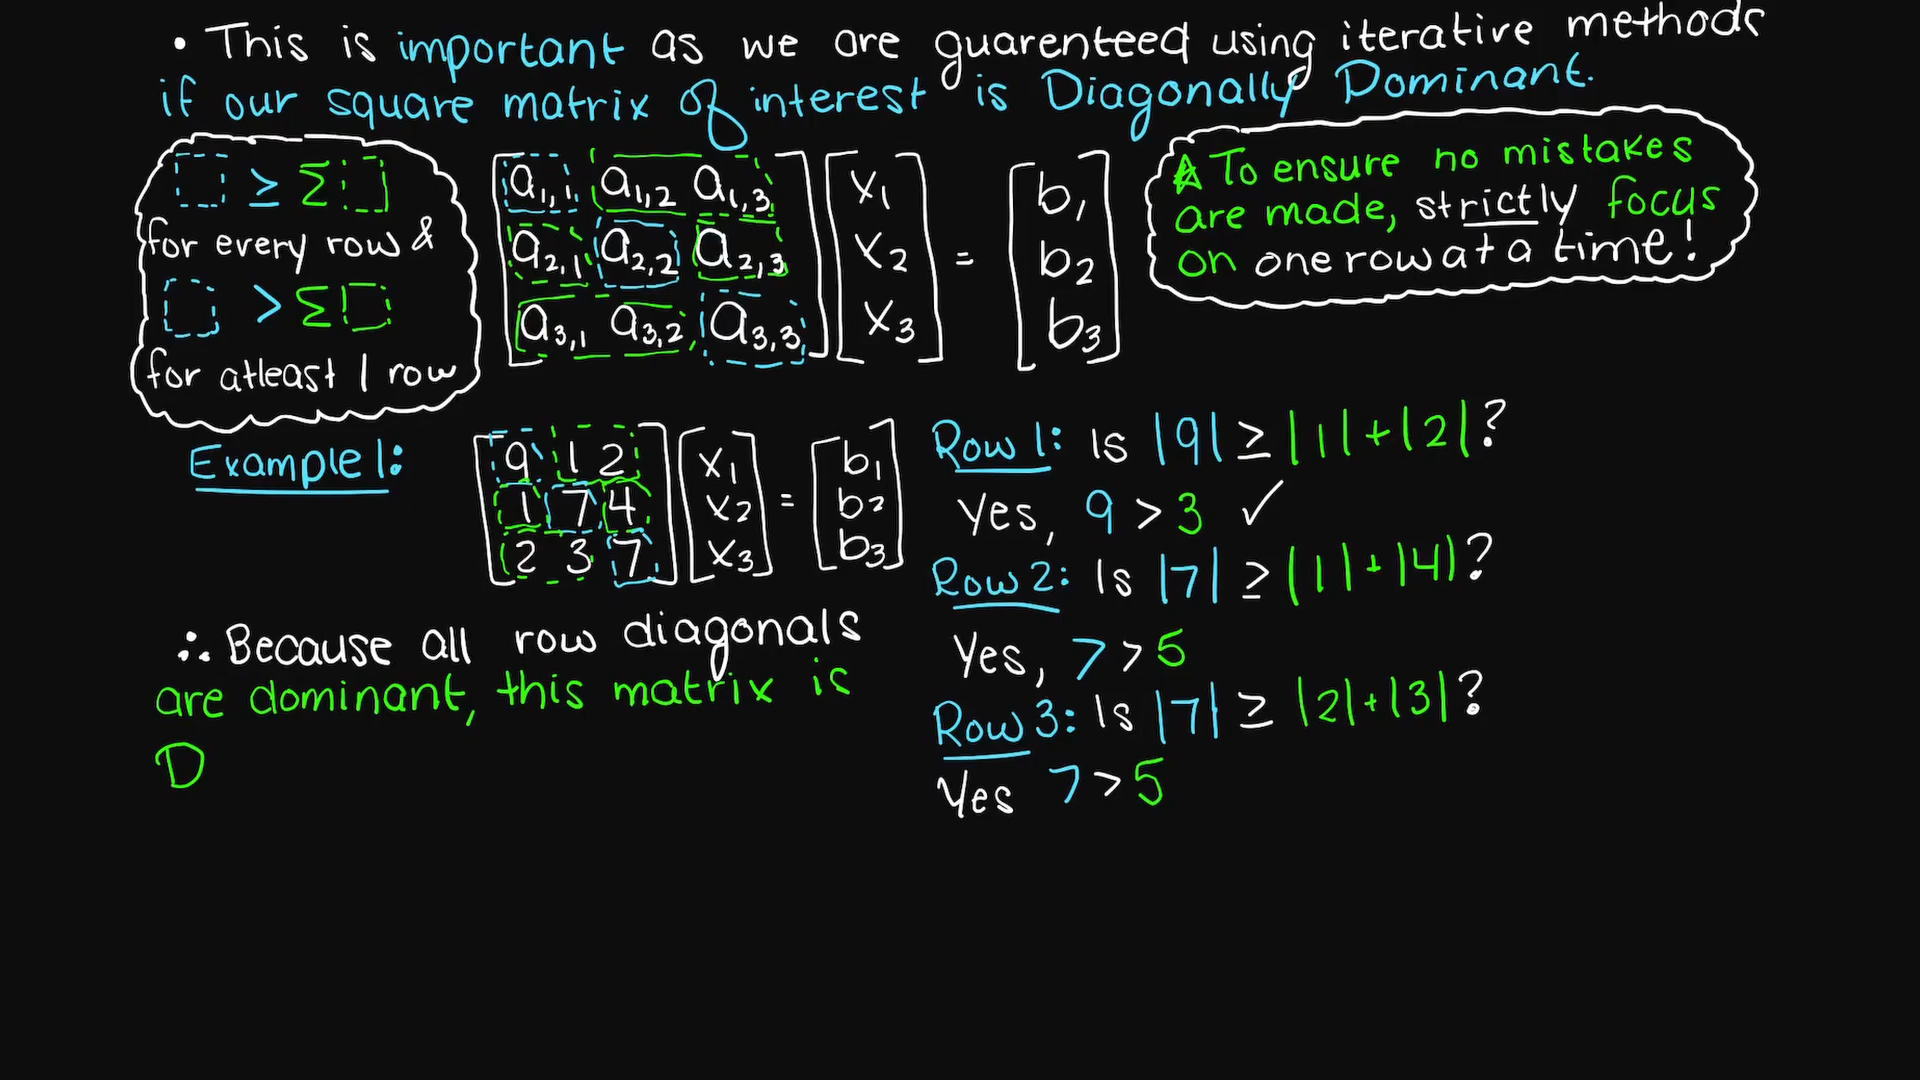 • This is important as we are guarenteed using iterative methods
if our square matrix of interest is Diagonally Dominant.
≥ Σ
for every row &
> Σ
for atleast 1 row
a1,1 a1,2 a1,3 x1 b1
a2,1 a2,2 a2,3 x2 = b2
a3,1 a3,2 a3,3 x3 b3
To ensure no mistakes
are made, strictly focus
on one row at a time!
Example 1:
9 1 2 x1 b1
1 7 4 x2 = b2
2 3 7 x3 b3
∴ Because all row diagonals
are dominant, this matrix is
D
Row 1: Is |9| ≥ |1| + |2|?
Yes, 9 > 3 ✓
Row 2: Is |7| ≥ |1| + |4|?
Yes, 7 > 5
Row 3: Is |7| ≥ |2| + |3|?
Yes 7 > 5